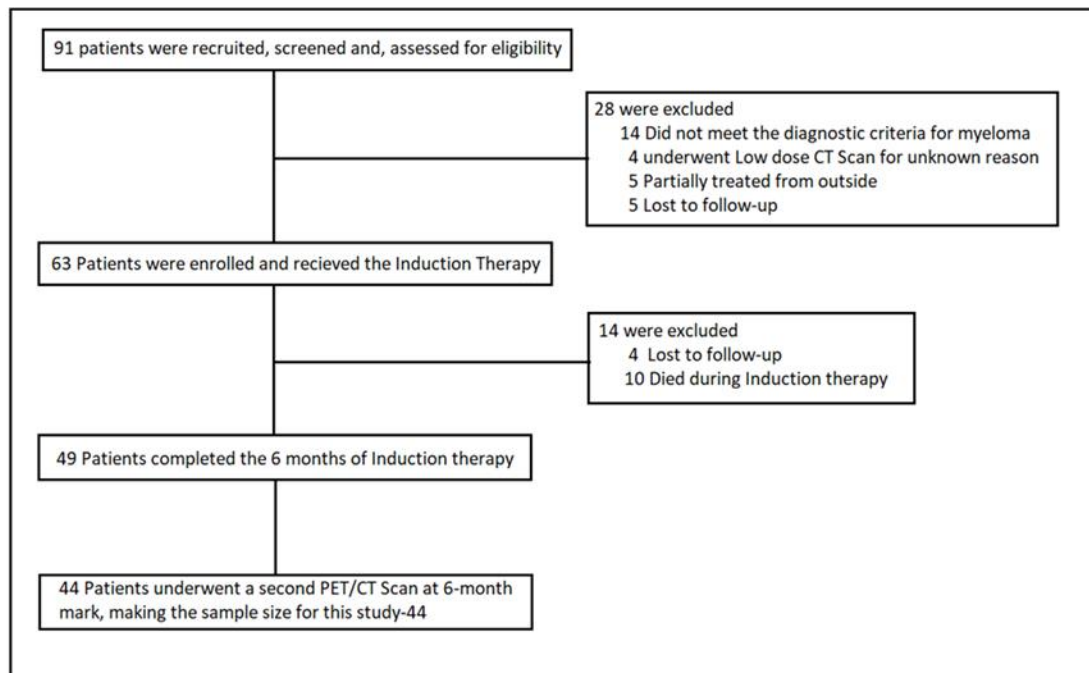 91 patients were recruited, screened and, assessed for eligibility
28 were excluded
14 Did not meet the diagnostic criteria for myeloma
4 underwent Low dose CT Scan for unknown reason
5 Partially treated from outside
5 Lost to follow-up
63 Patients were enrolled and recieved the Induction Therapy
14 were excluded
4 Lost to follow-up
10 Died during Induction therapy
49 Patients completed the 6 months of Induction therapy
44 Patients underwent a second PET/CT Scan at 6-month
mark, making the sample size for this study-44